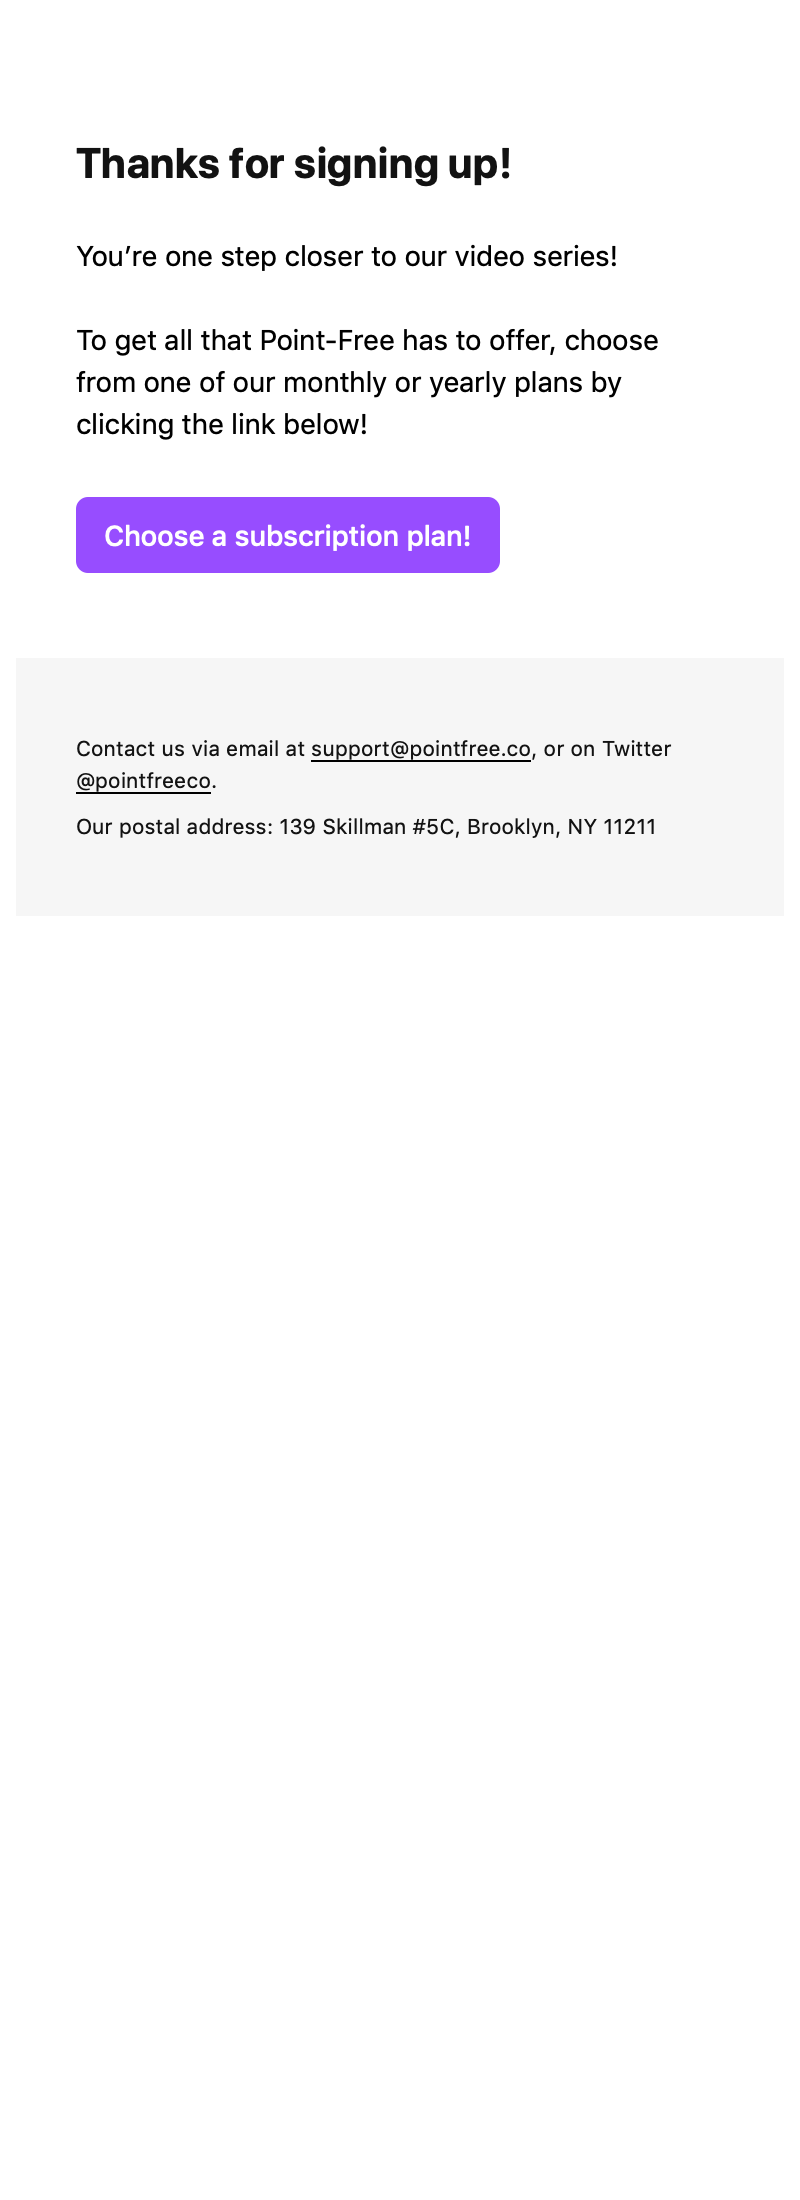 Thanks for signing up!
You’re one step closer to our video series!
To get all that Point-Free has to offer, choose
from one of our monthly or yearly plans by
clicking the link below!
Choose a subscription plan!
Contact us via email at support@pointfree.co, or on Twitter
@pointfreeco.
Our postal address: 139 Skillman #5C, Brooklyn, NY 11211